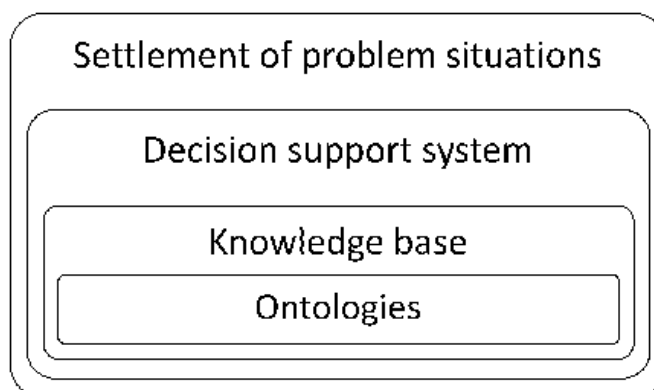 Settlement of problem situations
Decision support system
Knowledge base
Ontologies